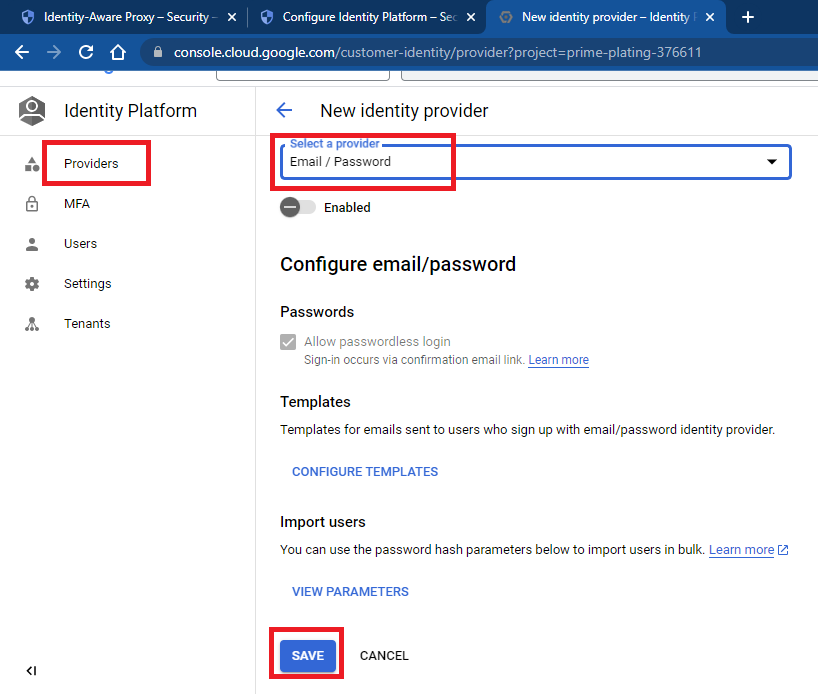 Identity-Aware Proxy – Security –
Configure Identity Platform – Sec
New identity provider – Identity
console.cloud.google.com/customer-identity/provider?project=prime-plating-376611
Identity Platform
New identity provider
Providers
MFA
Users
Settings
Tenants
Select a provider
Email / Password
Enabled
Configure email/password
Passwords
Allow passwordless login
Sign-in occurs via confirmation email link. Learn more
Templates
Templates for emails sent to users who sign up with email/password identity provider.
CONFIGURE TEMPLATES
Import users
You can use the password hash parameters below to import users in bulk. Learn more
VIEW PARAMETERS
SAVE
CANCEL